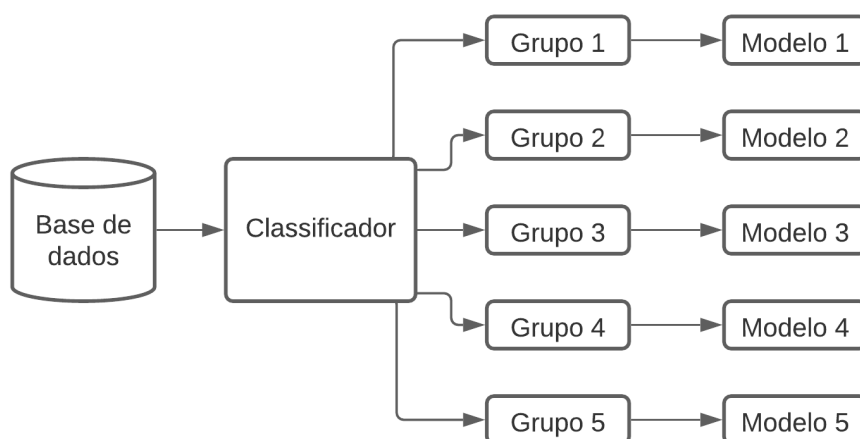 Grupo 1
Modelo 1
Grupo 2
Modelo 2
Base de
dados
Classificador
Grupo 3
Modelo 3
Grupo 4
Modelo 4
Grupo 5
Modelo 5